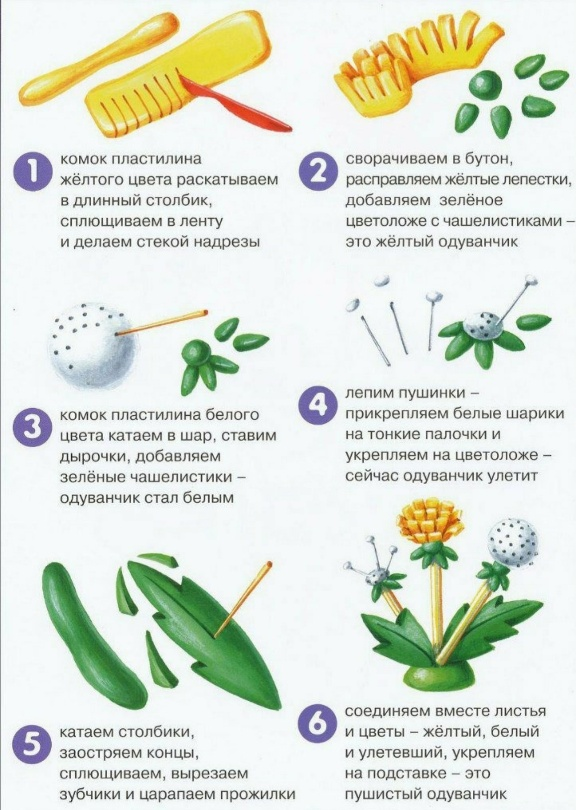 1
комок пластилина
жёлтого цвета раскатываем
в длинный столбик,
сплющиваем в ленту
и делаем стекой надрезы
2
сворачиваем в бутон,
расправляем жёлтые лепестки,
добавляем зелёное
цветоложе с чашелистиками –
это жёлтый одуванчик
3
комок пластилина белого
цвета катаем в шар, ставим
дырочки, добавляем
зелёные чашелистики –
одуванчик стал белым
4
лепим пушинки –
прикрепляем белые шарики
на тонкие палочки и
укрепляем на цветоложе –
сейчас одуванчик улетит
5
катаем столбики,
заостряем концы,
сплющиваем, вырезаем
зубчики и царапаем прожилки
6
соединяем вместе листья
и цветы – жёлтый, белый
и улетевший, укрепляем
на подставке – это
пушистый одуванчик